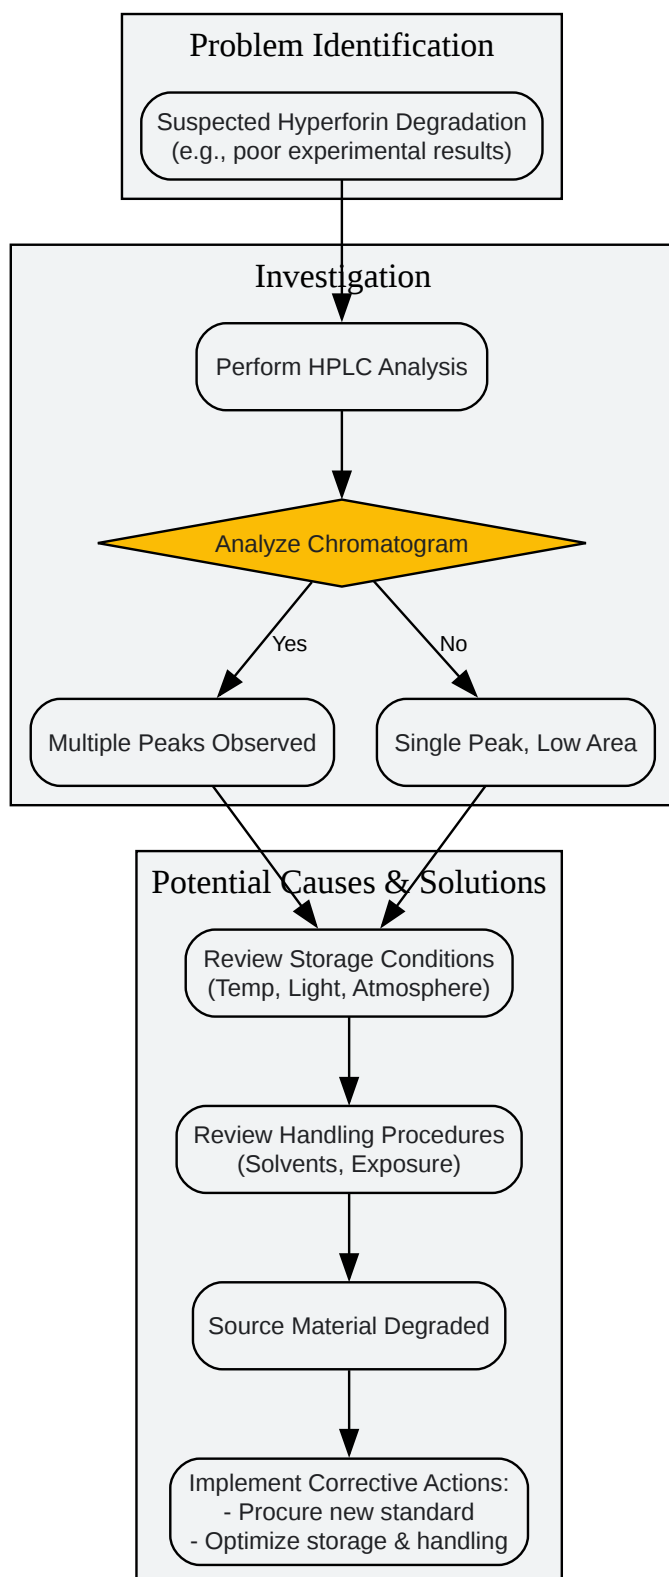 Problem Identification
Suspected Hyperforin Degradation
(e.g., poor experimental results)
Investigation
Perform HPLC Analysis
Analyze Chromatogram
Yes
No
Multiple Peaks Observed
Single Peak, Low Area
Potential Causes & Solutions
Review Storage Conditions
(Temp, Light, Atmosphere)
Review Handling Procedures
(Solvents, Exposure)
Source Material Degraded
Implement Corrective Actions:
- Procure new standard
- Optimize storage & handling